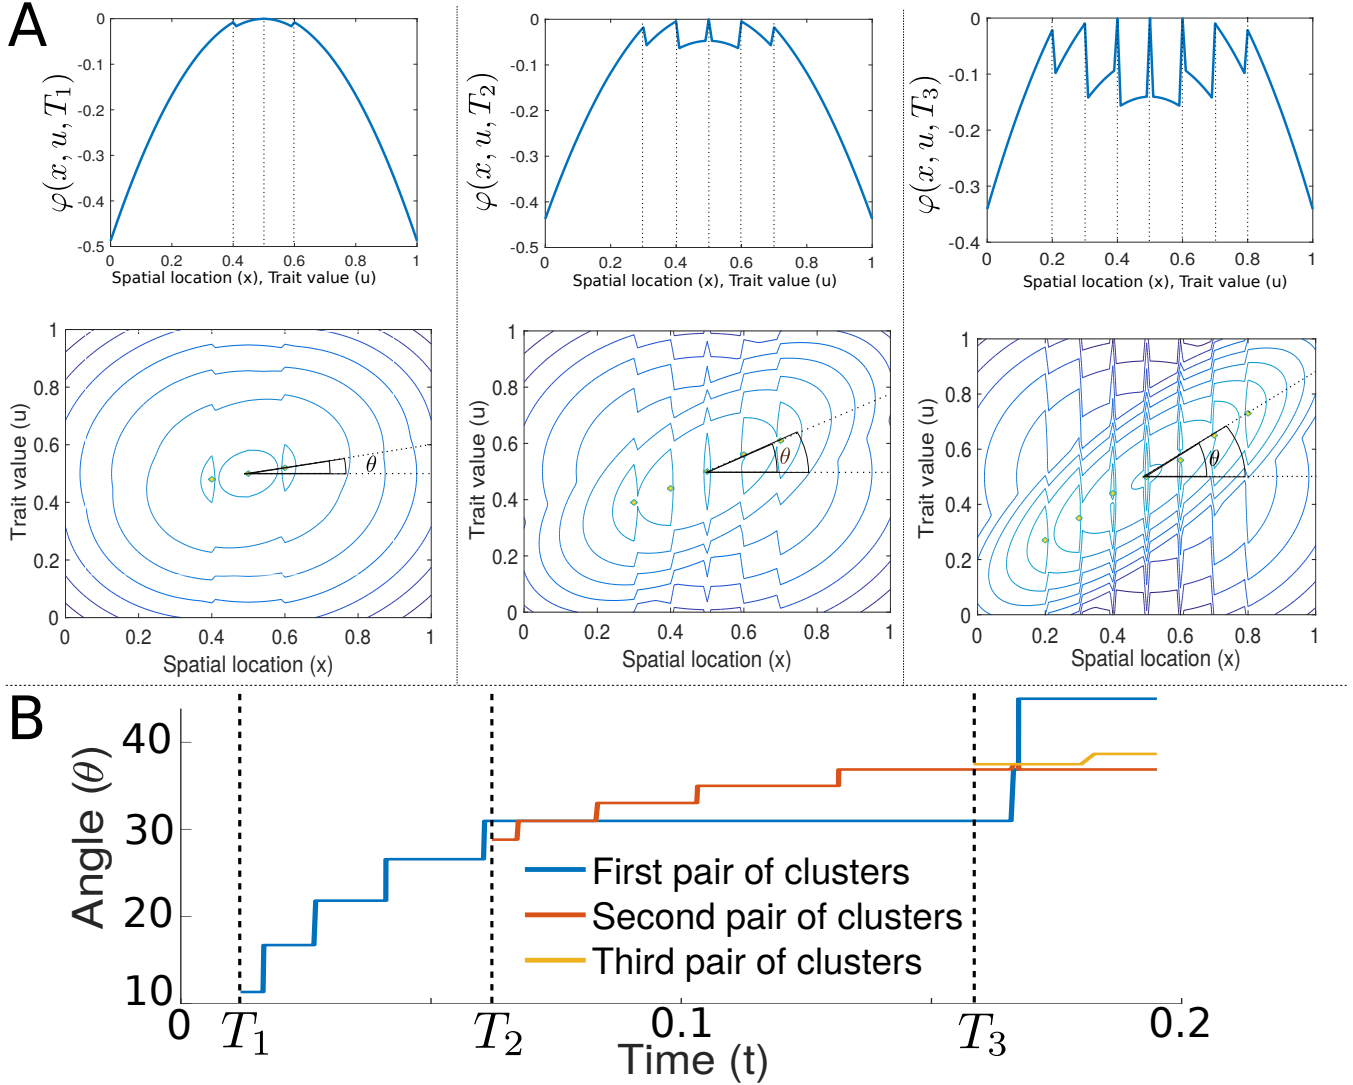 A
φ(x, u, T₁)
0
-0.1
-0.2
-0.3
-0.4
-0.5
0 0.2 0.4 0.6 0.8 1
Spatial location (x), Trait value (u)
φ(x, u, T₂)
0
-0.1
-0.2
-0.3
-0.4
-0.5
0 0.2 0.4 0.6 0.8 1
Spatial location (x), Trait value (u)
φ(x, u, T₃)
0
-0.1
-0.2
-0.3
-0.4
0 0.2 0.4 0.6 0.8 1
Spatial location (x), Trait value (u)
Trait value (u)
1
0.8
0.6
0.4
0.2
0
θ
0 0.2 0.4 0.6 0.8 1
Spatial location (x)
Trait value (u)
1
0.8
0.6
0.4
0.2
0
θ
0 0.2 0.4 0.6 0.8 1
Spatial location (x)
Trait value (u)
1
0.8
0.6
0.4
0.2
0
θ
0 0.2 0.4 0.6 0.8 1
Spatial location (x)
B
Angle (θ)
40
30
20
10
First pair of clusters
Second pair of clusters
Third pair of clusters
0 T₁ T₂ 0.1 T₃ 0.2
Time (t)